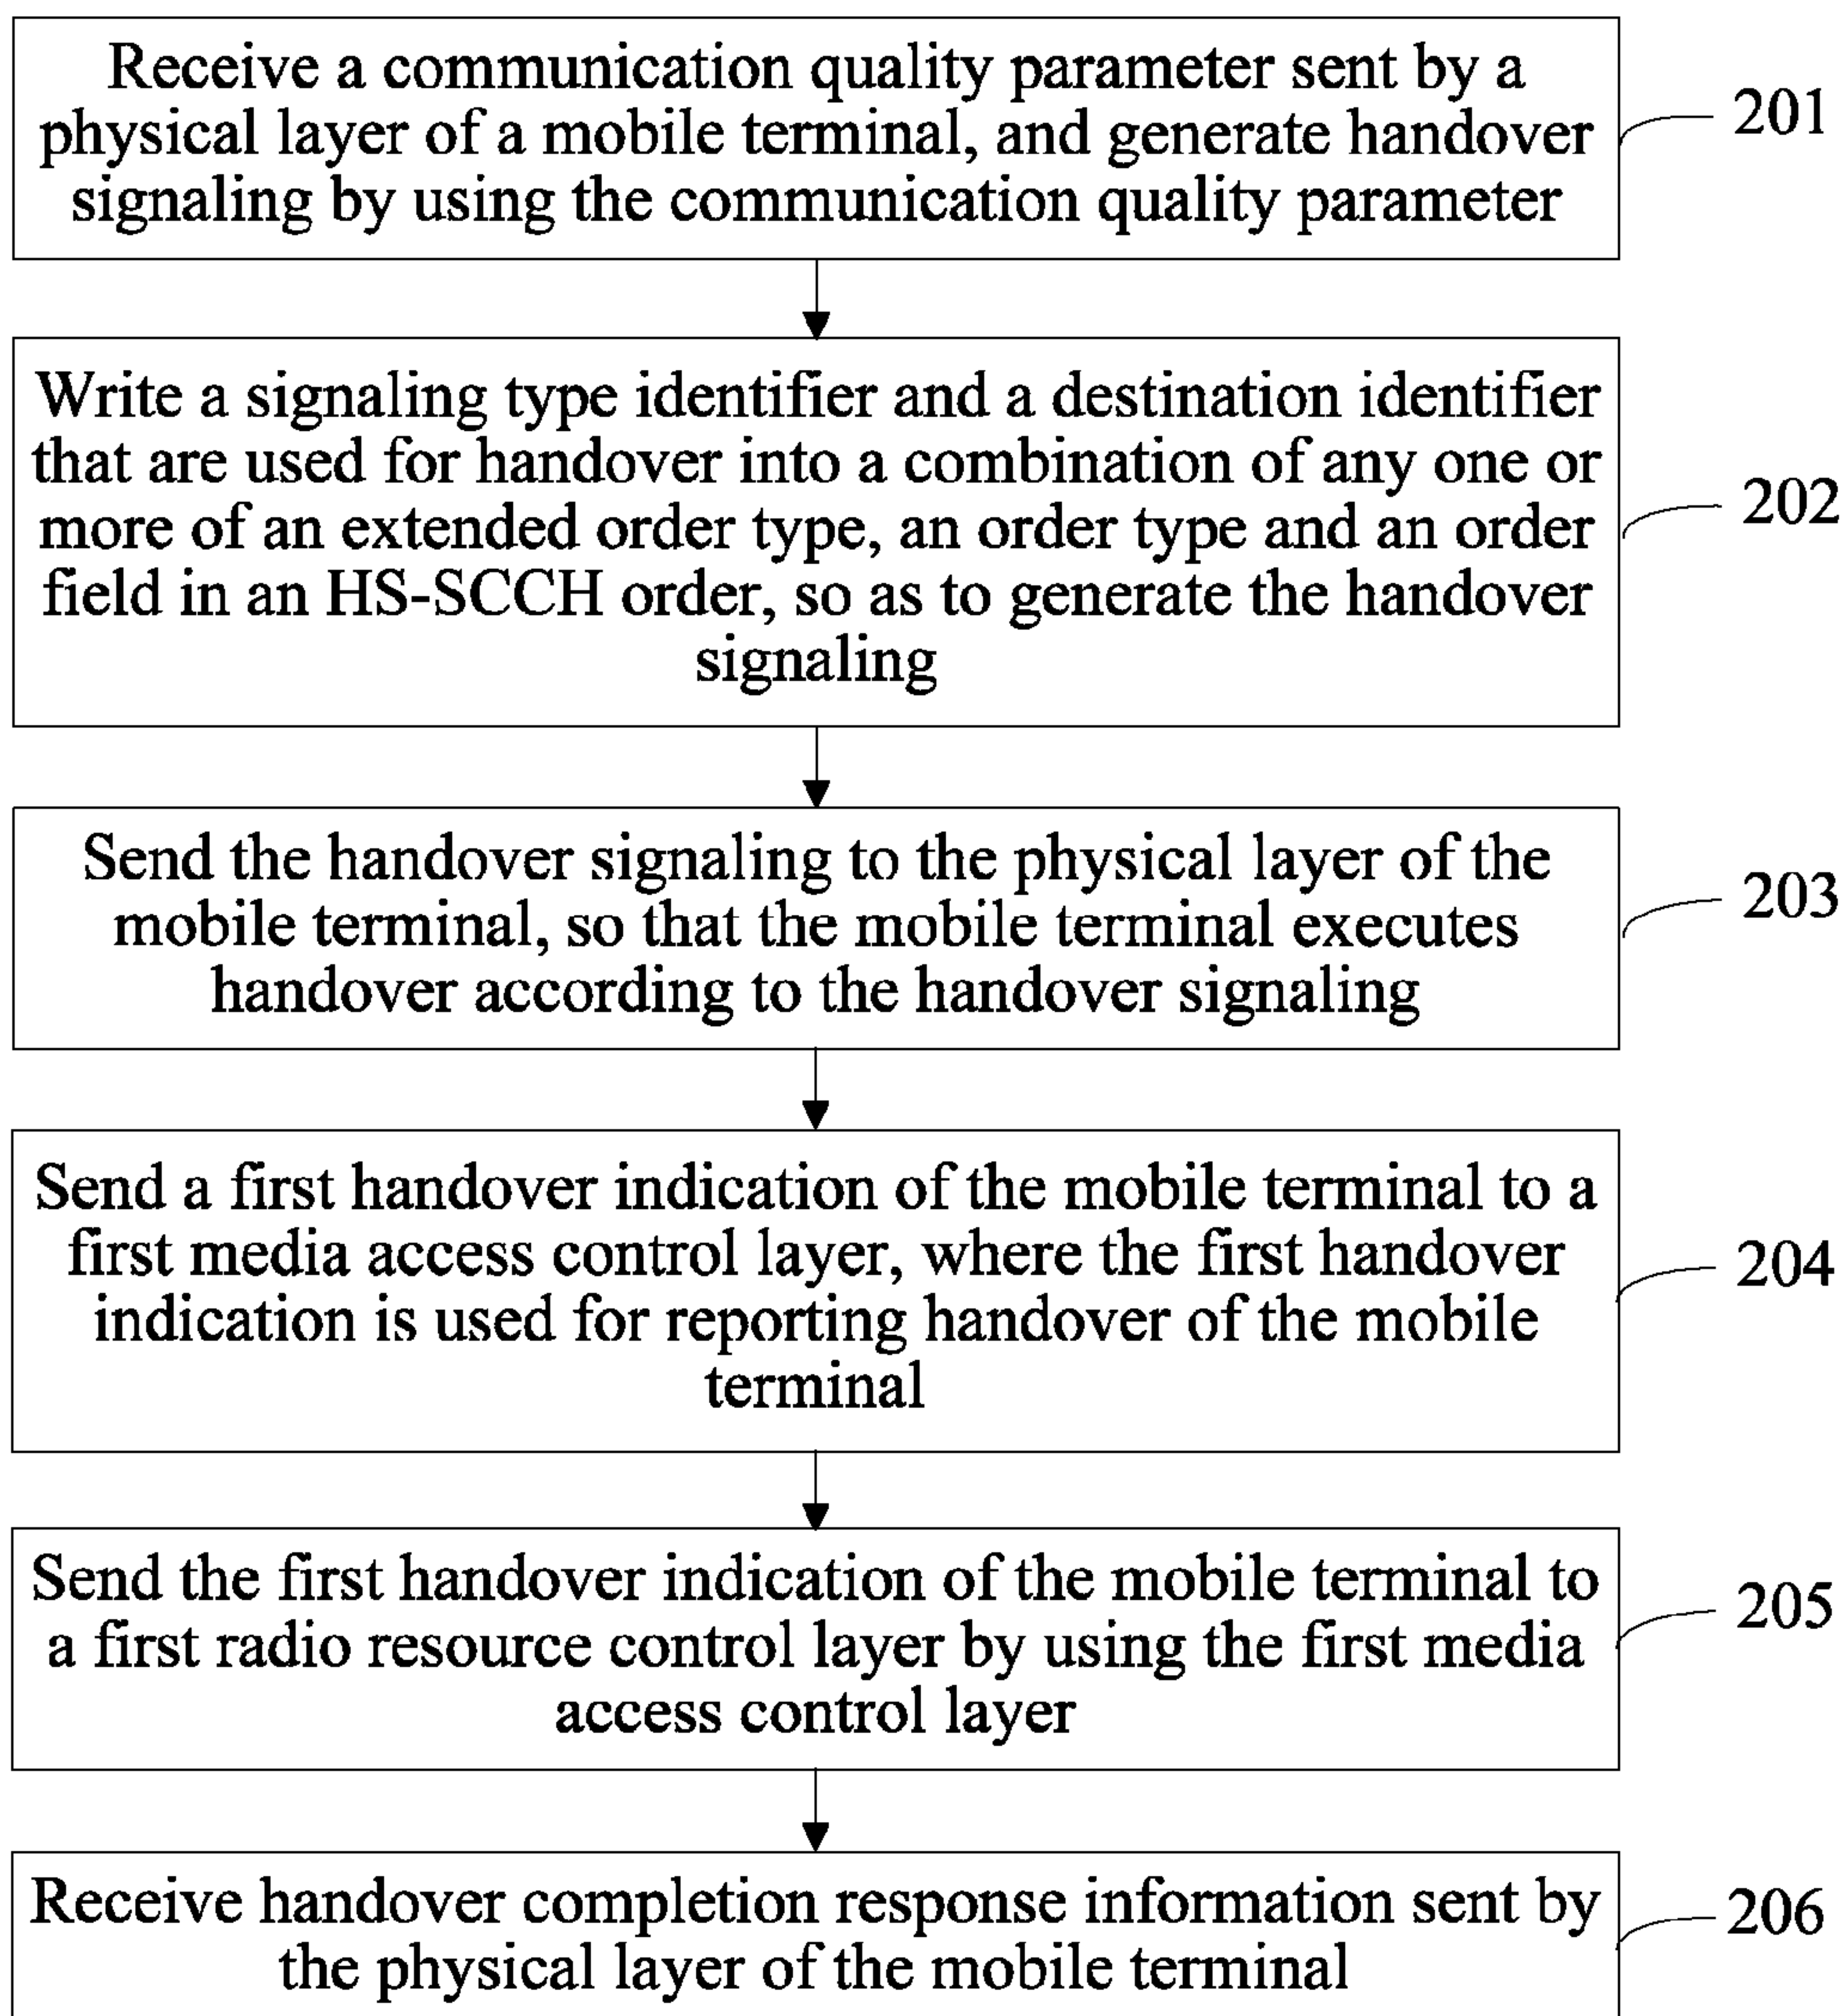 Receive a communication quality parameter sent by a
physical layer of a mobile terminal, and generate handover
signaling by using the communication quality parameter
201
Write a signaling type identifier and a destination identifier
that are used for handover into a combination of any one or
more of an extended order type, an order type and an order
field in an HS-SCCH order, so as to generate the handover
signaling
202
Send the handover signaling to the physical layer of the
mobile terminal, so that the mobile terminal executes
handover according to the handover signaling
203
Send a first handover indication of the mobile terminal to a
first media access control layer, where the first handover
indication is used for reporting handover of the mobile
terminal
204
Send the first handover indication of the mobile terminal to
a first radio resource control layer by using the first media
access control layer
205
Receive handover completion response information sent by
the physical layer of the mobile terminal
206